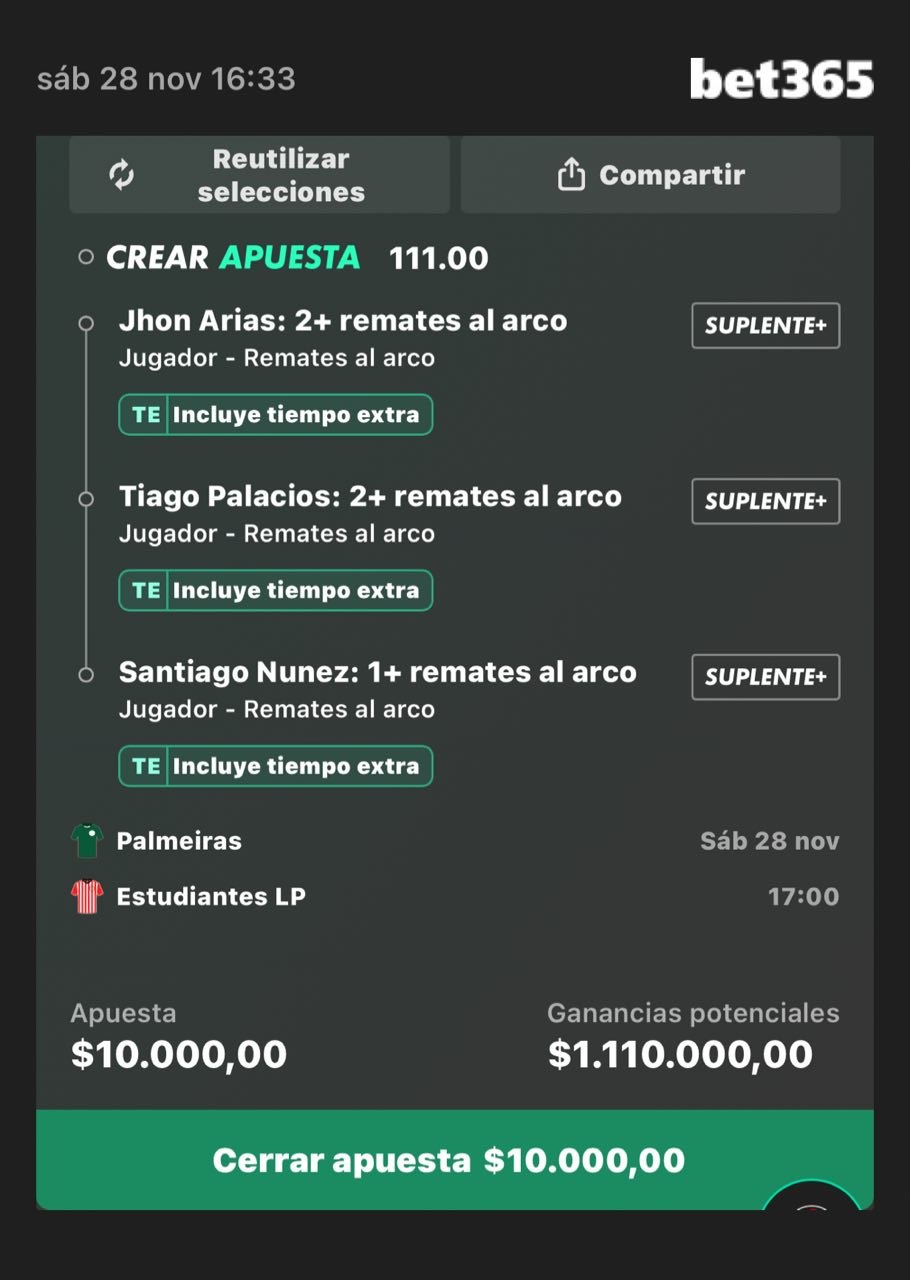 sáb 28 nov 16:33
bet365
Reutilizar
selecciones
Compartir
CREAR APUESTA 111.00
Jhon Arias: 2+ remates al arco
SUPLENTE+
Jugador - Remates al arco
TE Incluye tiempo extra
Tiago Palacios: 2+ remates al arco
SUPLENTE+
Jugador - Remates al arco
TE Incluye tiempo extra
Santiago Nunez: 1+ remates al arco
SUPLENTE+
Jugador - Remates al arco
TE Incluye tiempo extra
Palmeiras
Sáb 28 nov
Estudiantes LP
17:00
Apuesta
Ganancias potenciales
$10.000,00
$1.110.000,00
Cerrar apuesta $10.000,00